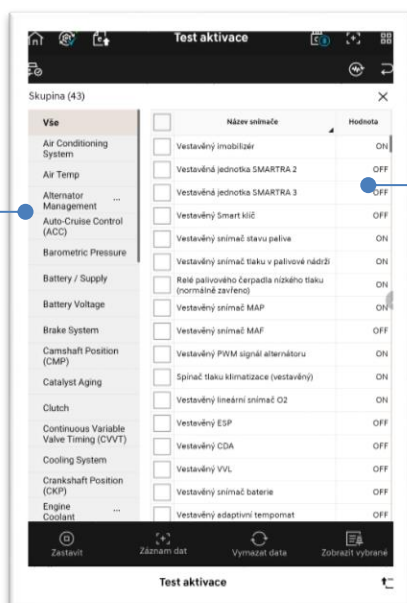 Test aktivace
Skupina (43)
Vše
Air Conditioning
System
Air Temp
Alternator ...
Management
Auto-Cruise Control
(ACC)
Barometric Pressure
Battery / Supply
Battery Voltage
Brake System
Camshaft Position
(CMP)
Catalyst Aging
Clutch
Continuous Variable
Valve Timing (CVVT)
Cooling System
Crankshaft Position
(CKP)
Engine ...
Coolant
Název snímače Hodnota
Vestavěný imobilizér ON
Vestavěná jednotka SMARTRA 2 OFF
Vestavěná jednotka SMARTRA 3 OFF
Vestavěný Smart klíč OFF
Vestavěný snímač stavu paliva ON
Vestavěný snímač tlaku v palivové nádrži ON
Relé palivového čerpadla nízkého tlaku
(normálně zavřeno) ON
Vestavěný snímač MAP ON
Vestavěný snímač MAF OFF
Vestavěný PWM signál alternátoru ON
Spínač tlaku klimatizace (vestavěný) ON
Vestavěný lineární snímač O2 ON
Vestavěný ESP OFF
Vestavěný CDA OFF
Vestavěný VVL OFF
Vestavěný snímač baterie OFF
Vestavěný adaptivní tempomat OFF
Zastavit Záznam dat Vymazat data Zobrazit vybrané
Test aktivace